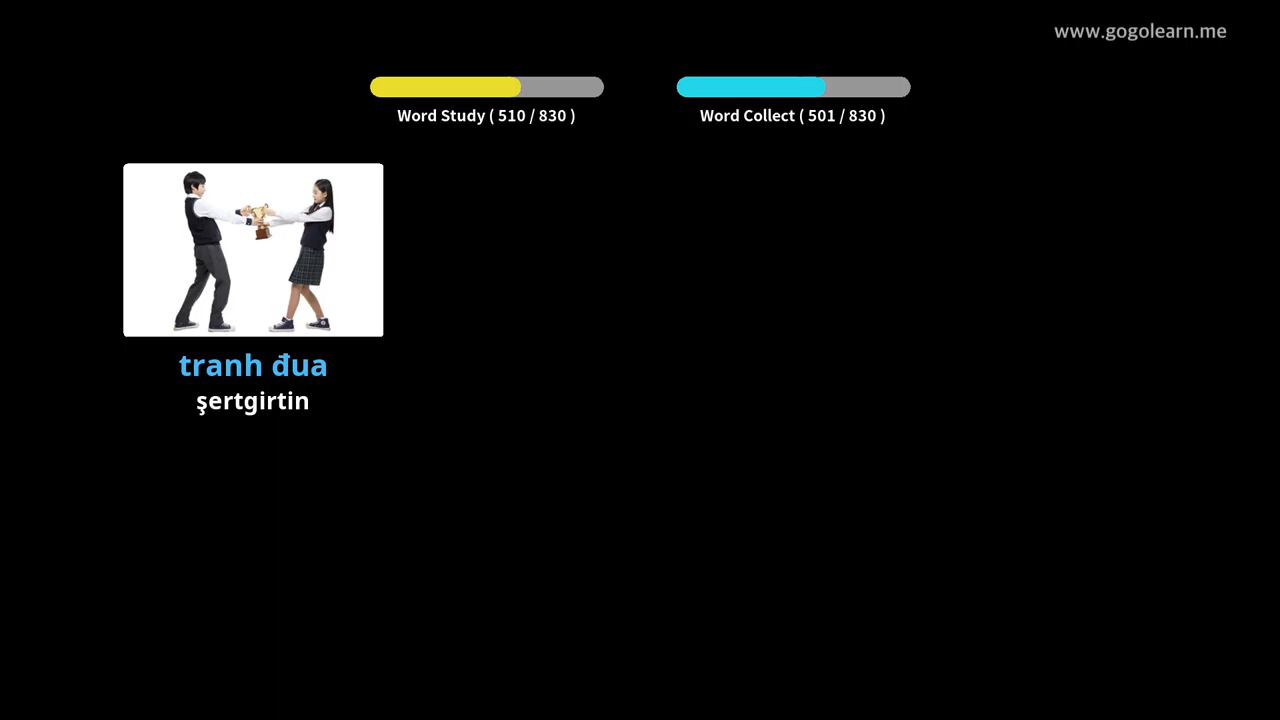 www.gogolearn.me
Word Study ( 510 / 830 )
Word Collect ( 501 / 830 )
tranh đua
şertgirtin